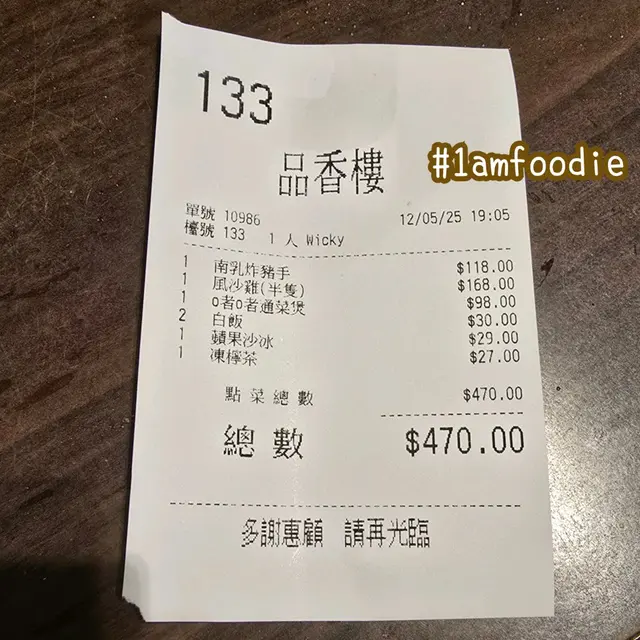 133
#1amfoodie
品香樓
單號 10986 12/05/25 19:05
檯號 133 1 人 Wicky
1 南乳炸豬手 $118.00
1 風沙雞(半隻) $168.00
1 o者o者通菜煲 $98.00
2 白飯 $30.00
1 蘋果沙冰 $29.00
1 凍檸茶 $27.00
點菜總數 $470.00
總數 $470.00
多謝惠顧 請再光臨